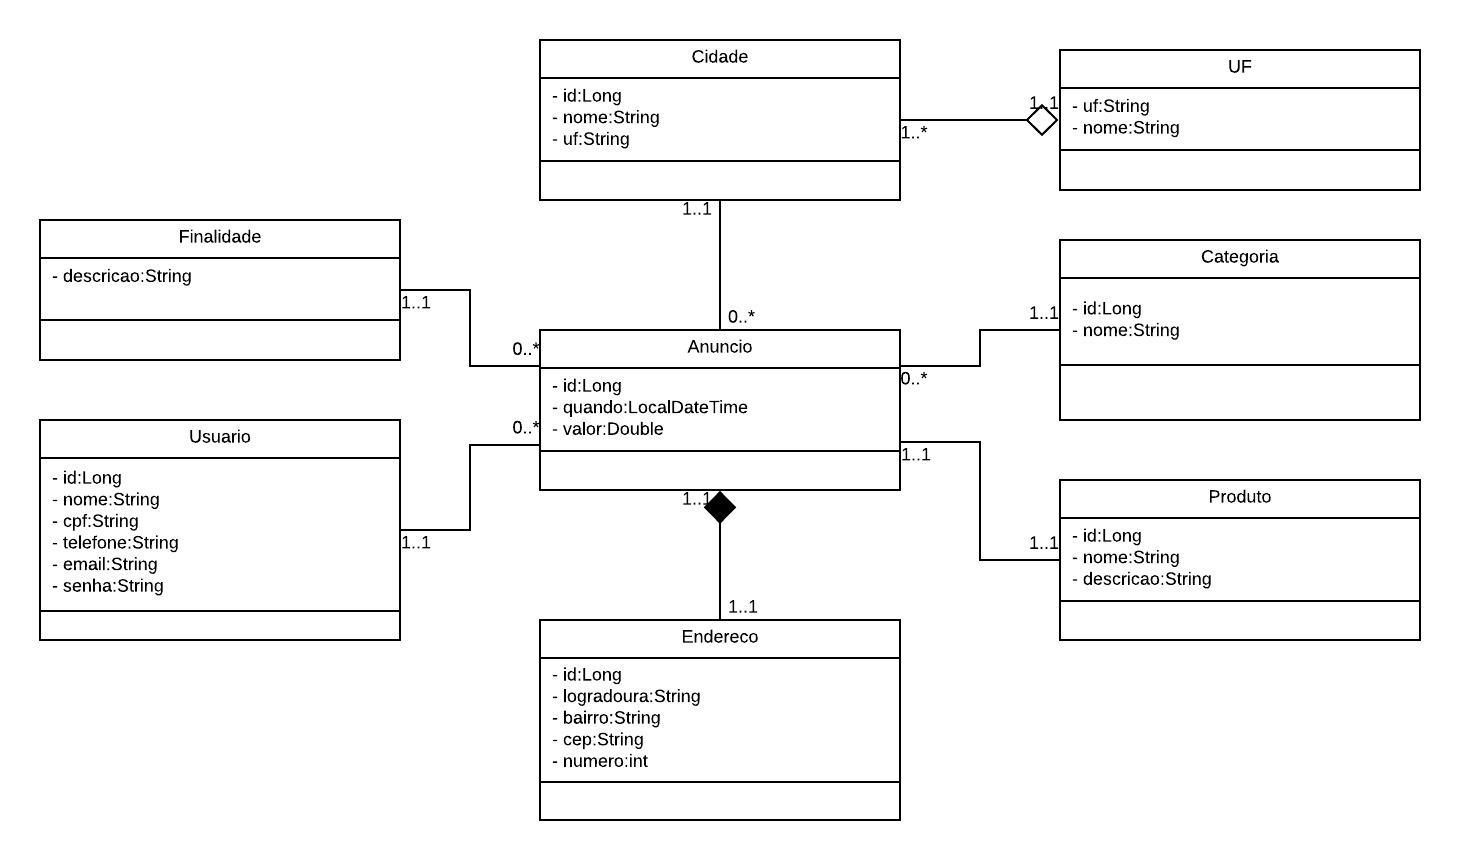 Cidade
- id:Long
- nome:String
- uf:String
1..*
1..1
UF
- uf:String
- nome:String
1..1
0..*
Finalidade
- descricao:String
1..1
0..*
Categoria
- id:Long
- nome:String
1..1
0..*
Anuncio
- id:Long
- quando:LocalDateTime
- valor:Double
Usuario
- id:Long
- nome:String
- cpf:String
- telefone:String
- email:String
- senha:String
1..1
0..*
1..1
1..1
Produto
- id:Long
- nome:String
- descricao:String
1..1
1..1
Endereco
- id:Long
- logradoura:String
- bairro:String
- cep:String
- numero:int